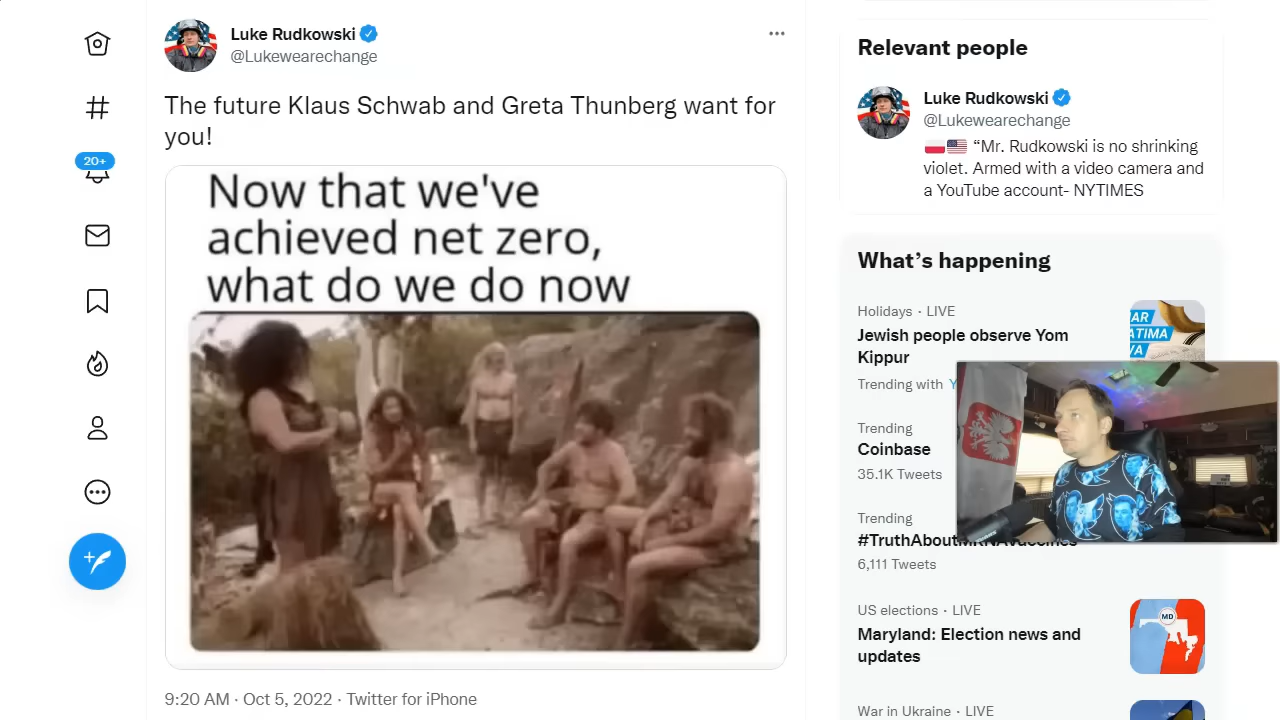 Luke Rudkowski
@Lukewearechange
The future Klaus Schwab and Greta Thunberg want for
you!
Now that we've
achieved net zero,
what do we do now
9:20 AM · Oct 5, 2022 · Twitter for iPhone
20+
Relevant people
Luke Rudkowski
@Lukewearechange
“Mr. Rudkowski is no shrinking
violet. Armed with a video camera and
a YouTube account- NYTIMES
What’s happening
Holidays · LIVE
Jewish people observe Yom
Kippur
Trending with
AR
ATIMA
VA
Trending
Coinbase
35.1K Tweets
Trending
6,111 Tweets
US elections · LIVE
Maryland: Election news and
updates
MD
War in Ukraine · LIVE